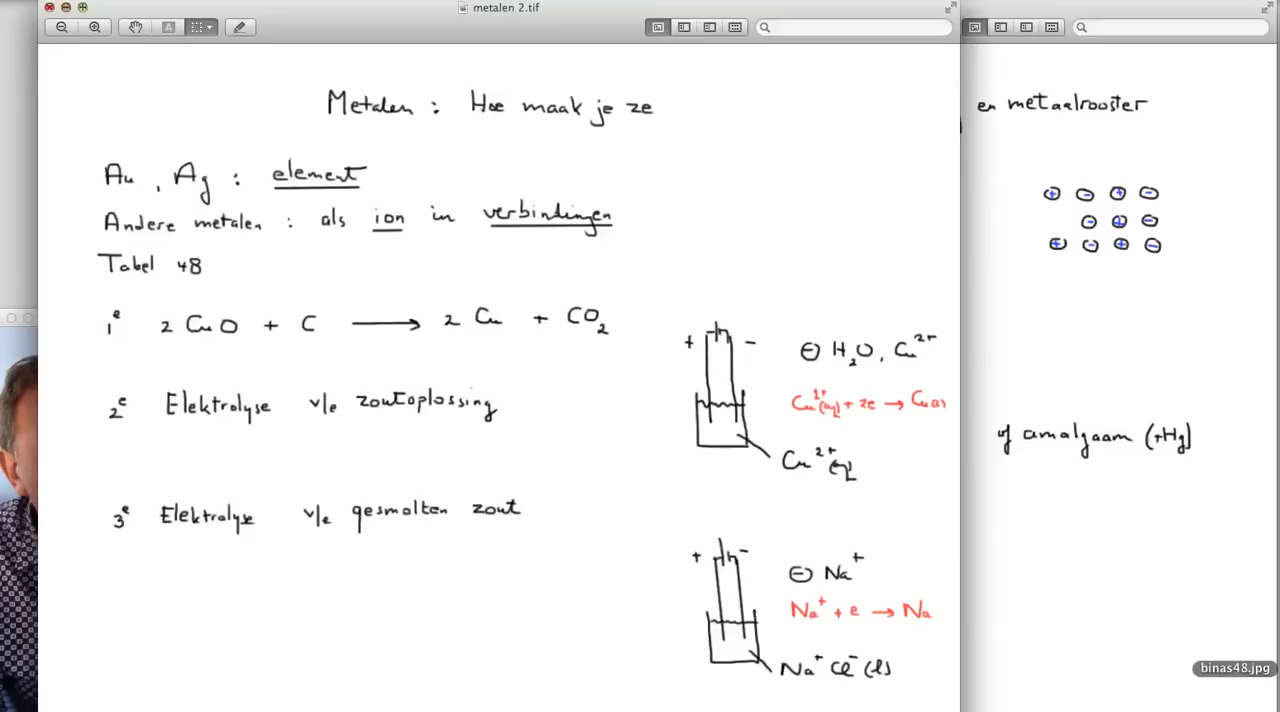 metalen 2.tif
Metalen : Hoe maak je ze
Au, Ag : element
Andere metalen : als ion in verbindingen
Tabel 48
1e 2 CuO + C → 2 Cu + CO2
2e Elektrolyse v/e zoutoplossing
3e Elektrolyse v/e gesmolten zout
+ − ⊖ H2O, Cu2+
Cu2+(aq) + 2e → Cu(s)
Cu2+(aq)
+ − ⊖ Na+
Na+ + e → Na
Na+Cl−(l)
en metaalrooster
+ − + −
− + −
+ − + −
of amalgaam (+Hg)
binas48.jpg